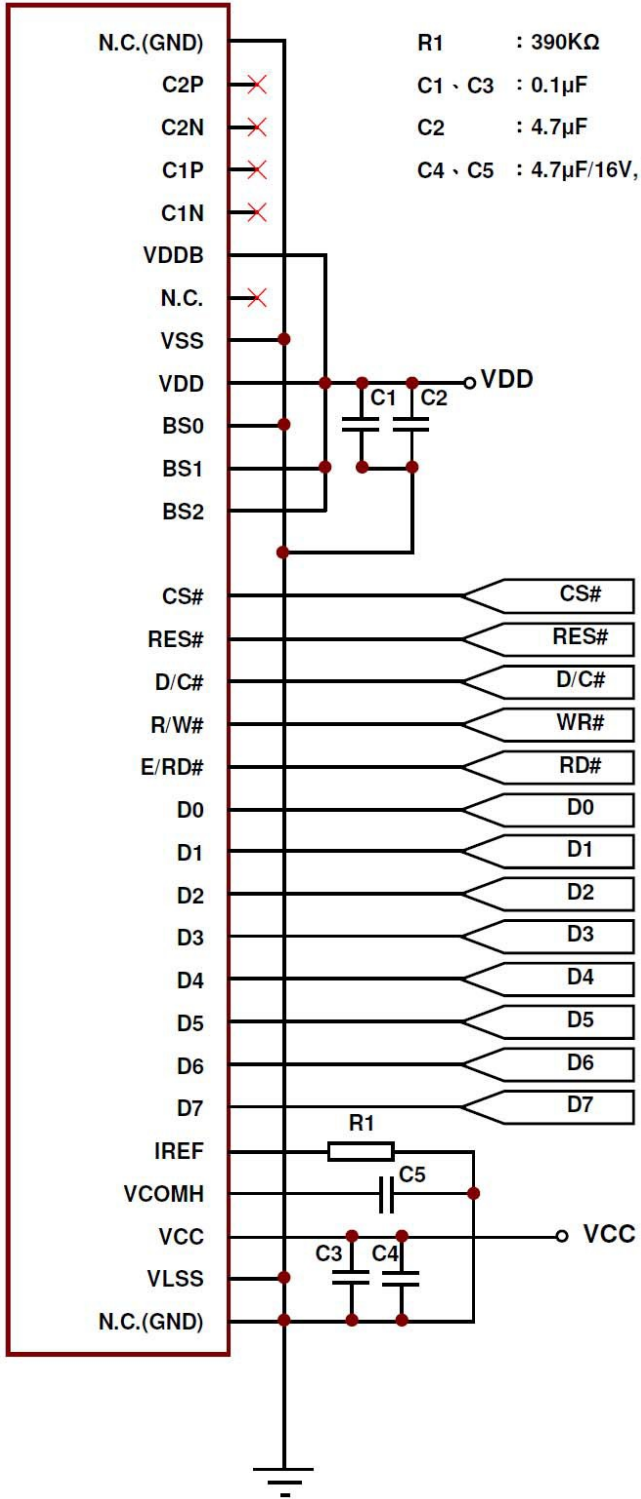 N.C.(GND)
R1 : 390KΩ
C2P
C1、C3 : 0.1μF
C2N
C2 : 4.7μF
C1P
C4、C5 : 4.7μF/16V,
C1N
VDDB
N.C.
VSS
VDD
VDD
C1 C2
BS0
BS1
BS2
CS# CS#
RES# RES#
D/C# D/C#
R/W# WR#
E/RD# RD#
D0 D0
D1 D1
D2 D2
D3 D3
D4 D4
D5 D5
D6 D6
D7 D7
R1
IREF
C5
VCOMH
VCC VCC
C3 C4
VLSS
N.C.(GND)